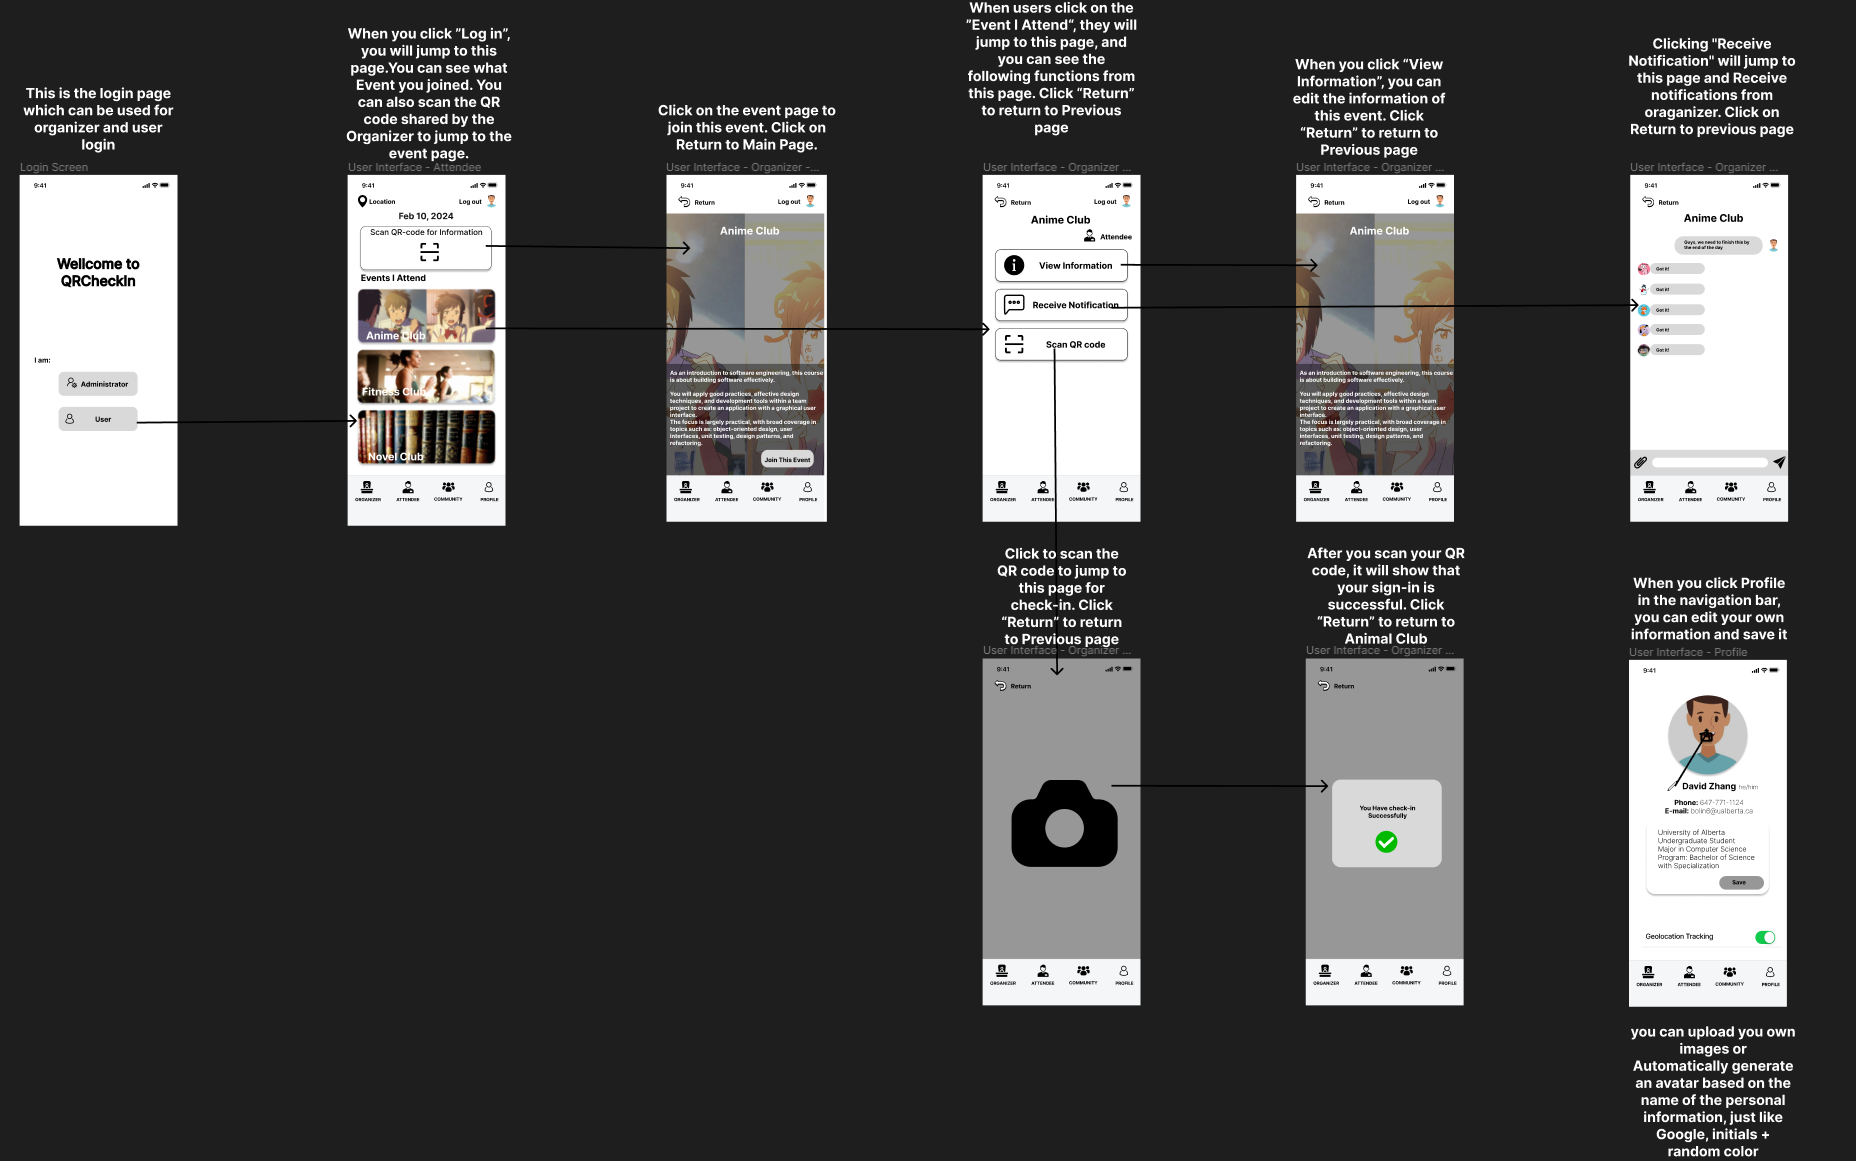 This is the login page
which can be used for
organizer and user
login
Login Screen
9:41
Wellcome to
QRCheckIn
I am:
Administrator
User
When you click ”Log in”,
you will jump to this
page.You can see what
Event you joined. You
can also scan the QR
code shared by the
Organizer to jump to the
event page.
User Interface - Attendee
9:41
Location
Log out
Feb 10, 2024
Scan QR-code for Information
Events I Attend
Anime Club
Fitness Club
Novel Club
ORGANIZER ATTENDEE COMMUNITY PROFILE
Click on the event page to
join this event. Click on
Return to Main Page.
User Interface - Organizer -...
9:41
Return
Log out
Anime Club
As an introduction to software engineering, this course
is about building software effectively.
You will apply good practices, effective design
techniques, and development tools within a team
project to create an application with a graphical user
interface.
The focus is largely practical, with broad coverage in
topics such as: object-oriented design, user
interfaces, unit testing, design patterns, and
refactoring.
Join This Event
ORGANIZER ATTENDEE COMMUNITY PROFILE
When users click on the
”Event I Attend“, they will
jump to this page, and
you can see the
following functions from
this page. Click “Return”
to return to Previous
page
User Interface - Organizer ...
9:41
Return
Log out
Anime Club
Attendee
View Information
Receive Notification
Scan QR code
ORGANIZER ATTENDEE COMMUNITY PROFILE
When you click “View
Information”, you can
edit the information of
this event. Click
“Return” to return to
Previous page
User Interface - Organizer ...
9:41
Return
Log out
Anime Club
As an introduction to software engineering, this course
is about building software effectively.
You will apply good practices, effective design
techniques, and development tools within a team
project to create an application with a graphical user
interface.
The focus is largely practical, with broad coverage in
topics such as: object-oriented design, user
interfaces, unit testing, design patterns, and
refactoring.
ORGANIZER ATTENDEE COMMUNITY PROFILE
Clicking "Receive
Notification" will jump to
this page and Receive
notifications from
oraganizer. Click on
Return to previous page
User Interface - Organizer ...
9:41
Return
Anime Club
Guys, we need to finish this by
the end of the day
Got it!
Got it!
Got it!
Got it!
Got it!
ORGANIZER ATTENDEE COMMUNITY PROFILE
Click to scan the
QR code to jump to
this page for
check-in. Click
“Return” to return
to Previous page
User Interface - Organizer ...
9:41
Return
ORGANIZER ATTENDEE COMMUNITY PROFILE
After you scan your QR
code, it will show that
your sign-in is
successful. Click
“Return” to return to
Animal Club
User Interface - Organizer ...
9:41
Return
You Have check-in
Successfully
ORGANIZER ATTENDEE COMMUNITY PROFILE
When you click Profile
in the navigation bar,
you can edit your own
information and save it
User Interface - Profile
9:41
David Zhang he/him
Phone: 647-771-1124
E-mail: bolin6@ualberta.ca
University of Alberta
Undergraduate Student
Major in Computer Science
Program: Bachelor of Science
with Specialization
Save
Geolocation Tracking
ORGANIZER ATTENDEE COMMUNITY PROFILE
you can upload you own
images or
Automatically generate
an avatar based on the
name of the personal
information, just like
Google, initials +
random color